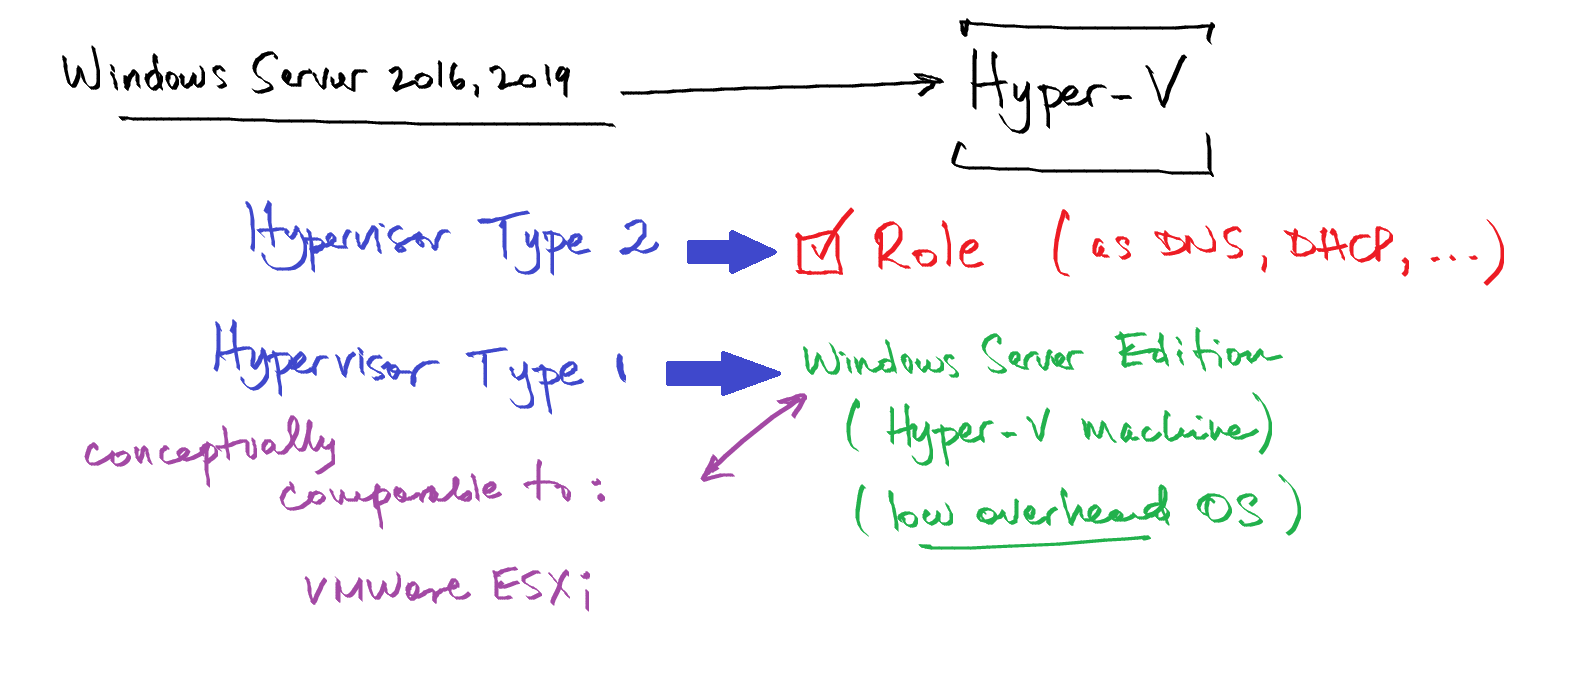 Windows Server 2016, 2019
Hyper-V
Hypervisor Type 2
Role (as DNS, DHCP, ...)
Hypervisor Type 1
Windows Server Edition
(Hyper-V machine)
(low overhead OS)
conceptually
comparable to:
VMWare ESXi